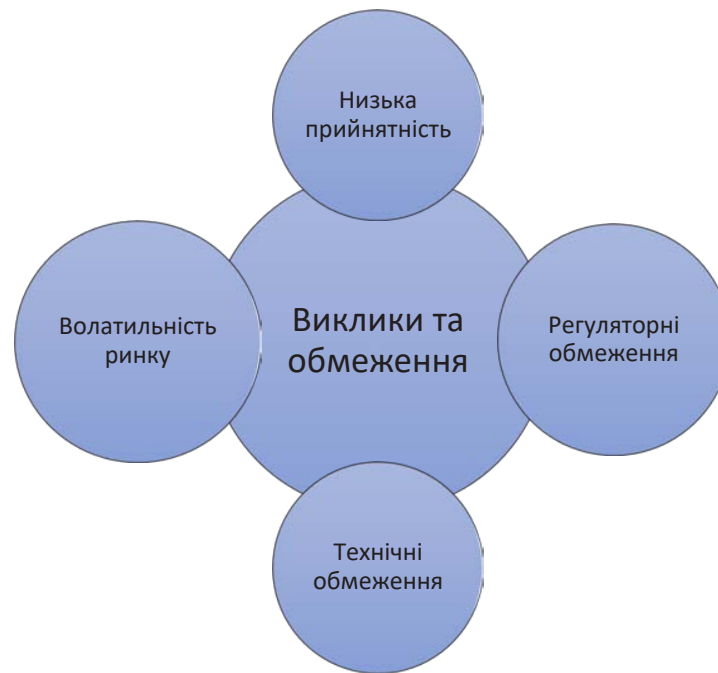 Низька
прийнятність
Волатильність
ринку
Виклики та
обмеження
Регуляторні
обмеження
Технічні
обмеження